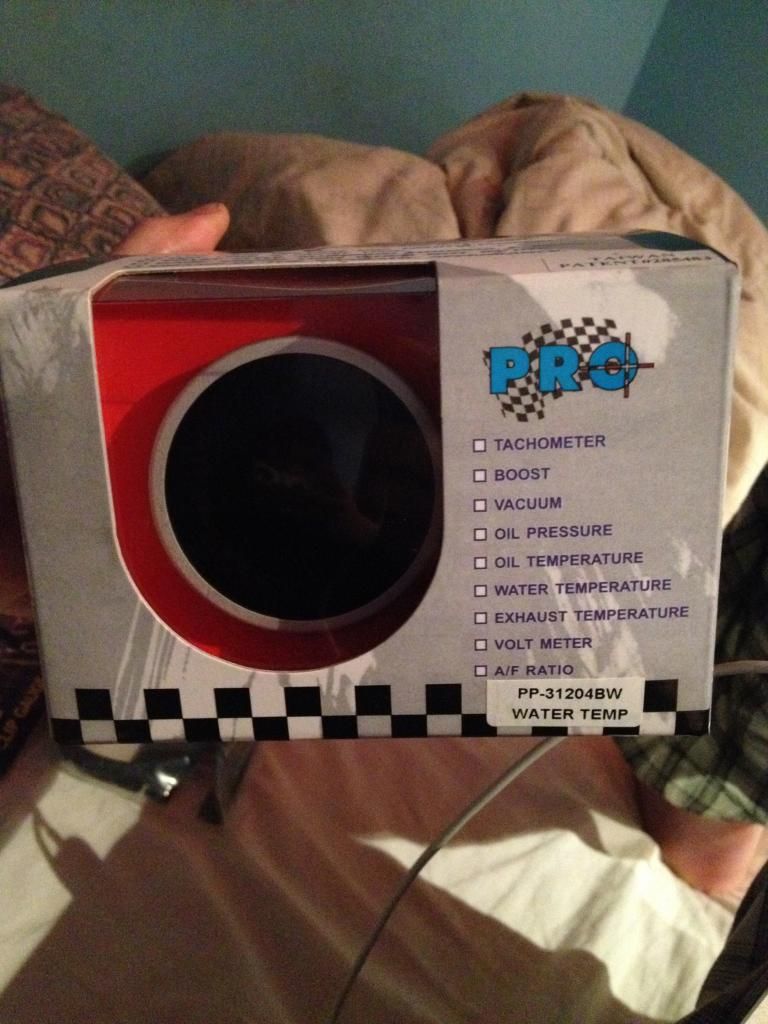 TAIWAN
PRO
TACHOMETER
BOOST
VACUUM
OIL PRESSURE
OIL TEMPERATURE
WATER TEMPERATURE
EXHAUST TEMPERATURE
VOLT METER
A/F RATIO
PP-31204BW
WATER TEMP